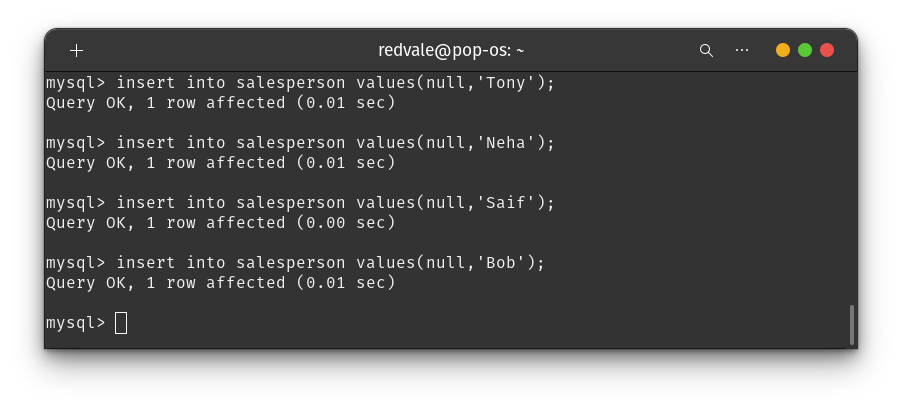 redvale@pop-os: ~
mysql> insert into salesperson values(null,'Tony');
Query OK, 1 row affected (0.01 sec)
mysql> insert into salesperson values(null,'Neha');
Query OK, 1 row affected (0.01 sec)
mysql> insert into salesperson values(null,'Saif');
Query OK, 1 row affected (0.00 sec)
mysql> insert into salesperson values(null,'Bob');
Query OK, 1 row affected (0.01 sec)
mysql>